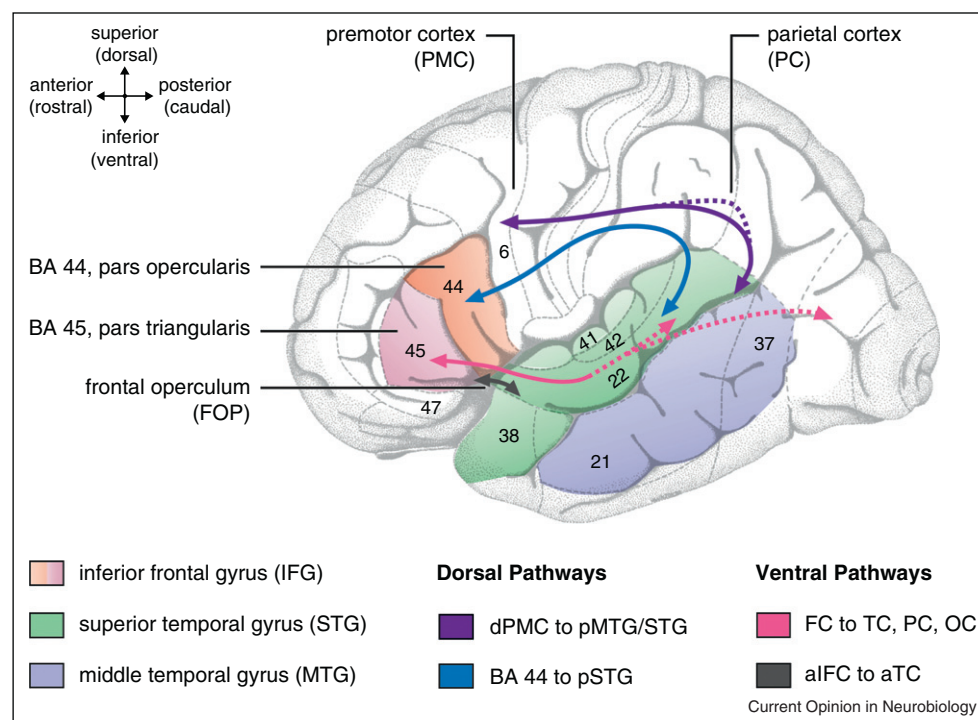 superior
(dorsal)
anterior
(rostral)
posterior
(caudal)
inferior
(ventral)
premotor cortex
(PMC)
parietal cortex
(PC)
BA 44, pars opercularis
BA 45, pars triangularis
frontal operculum
(FOP)
6
44
45
47
41
42
22
37
38
21
inferior frontal gyrus (IFG)
superior temporal gyrus (STG)
middle temporal gyrus (MTG)
Dorsal Pathways
dPMC to pMTG/STG
BA 44 to pSTG
Ventral Pathways
FC to TC, PC, OC
aIFC to aTC
Current Opinion in Neurobiology